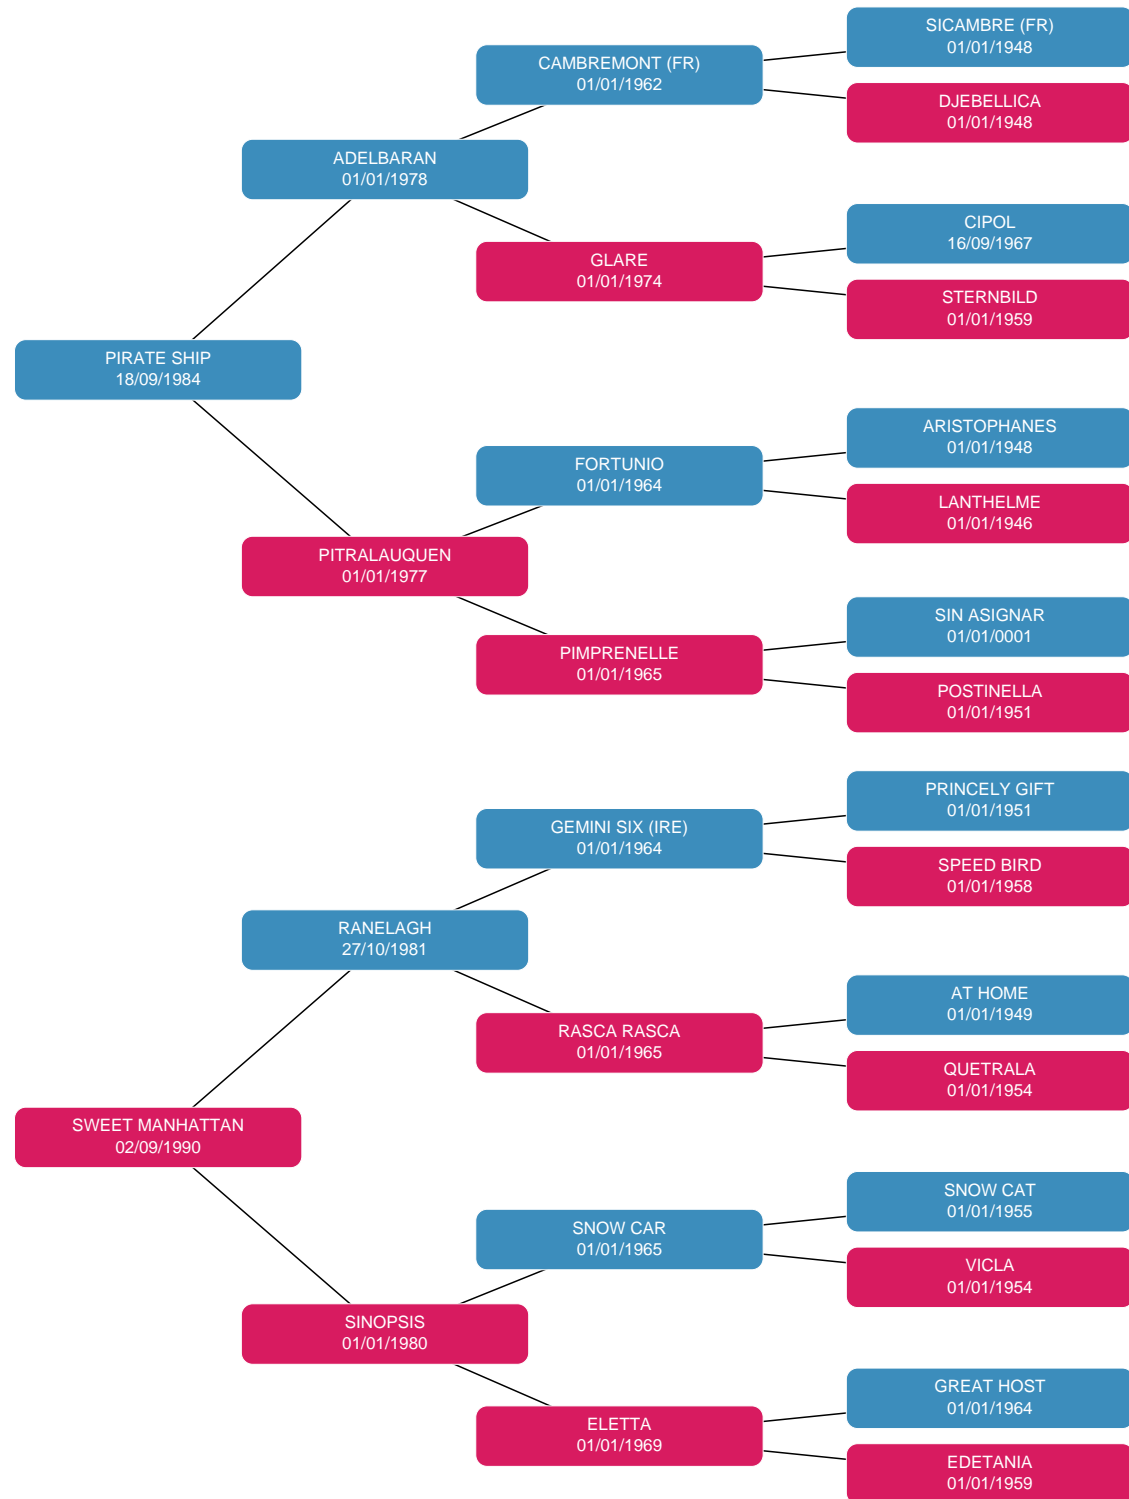 SICAMBRE (FR)
01/01/1948
CAMBREMONT (FR)
01/01/1962
DJEBELLICA
01/01/1948
ADELBARAN
01/01/1978
CIPOL
16/09/1967
GLARE
01/01/1974
STERNBILD
01/01/1959
PIRATE SHIP
18/09/1984
ARISTOPHANES
01/01/1948
FORTUNIO
01/01/1964
LANTHELME
01/01/1946
PITRALAUQUEN
01/01/1977
SIN ASIGNAR
01/01/0001
PIMPRENELLE
01/01/1965
POSTINELLA
01/01/1951
PRINCELY GIFT
01/01/1951
GEMINI SIX (IRE)
01/01/1964
SPEED BIRD
01/01/1958
RANELAGH
27/10/1981
AT HOME
01/01/1949
RASCA RASCA
01/01/1965
QUETRALA
01/01/1954
SWEET MANHATTAN
02/09/1990
SNOW CAT
01/01/1955
SNOW CAR
01/01/1965
VICLA
01/01/1954
SINOPSIS
01/01/1980
GREAT HOST
01/01/1964
ELETTA
01/01/1969
EDETANIA
01/01/1959